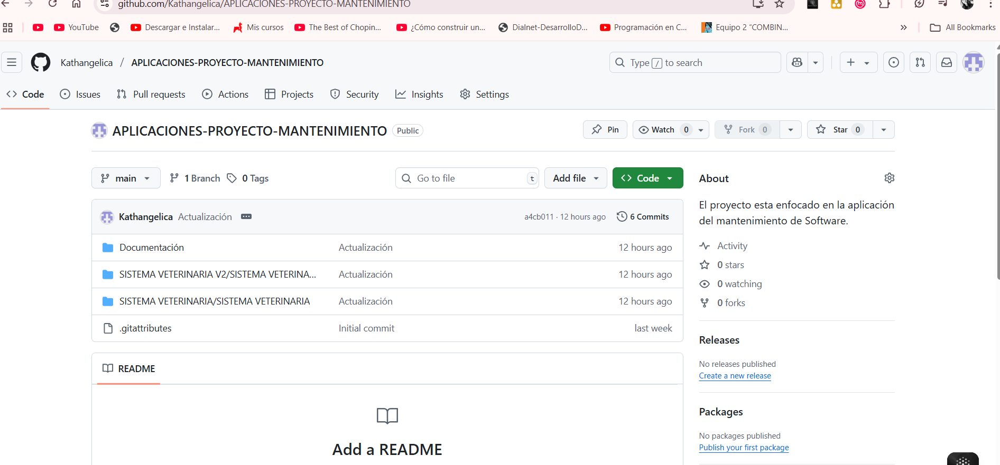 github.com/Kathangelica/APLICACIONES-PROYECTO-MANTENIMIENTO
YouTube
Descargar e Instalar...
Mis cursos
The Best of Chopin...
¿Cómo construir un...
Dialnet-DesarrolloD...
Programación en C...
Equipo 2 “COMBIN...
All Bookmarks
Kathangelica / APLICACIONES-PROYECTO-MANTENIMIENTO
Type / to search
Code
Issues
Pull requests
Actions
Projects
Security
Insights
Settings
APLICACIONES-PROYECTO-MANTENIMIENTO Public
Pin
Watch 0
Fork 0
Star 0
main
1 Branch
0 Tags
Go to file t
Add file
Code
Kathangelica Actualización
a4cb011 · 12 hours ago
6 Commits
Documentación Actualización 12 hours ago
SISTEMA VETERINARIA V2/SISTEMA VETERINA... Actualización 12 hours ago
SISTEMA VETERINARIA/SISTEMA VETERINARIA Actualización 12 hours ago
.gitattributes Initial commit last week
README
Add a README
About
El proyecto esta enfocado en la aplicación
del mantenimiento de Software.
Activity
0 stars
0 watching
0 forks
Releases
No releases published
Create a new release
Packages
No packages published
Publish your first package